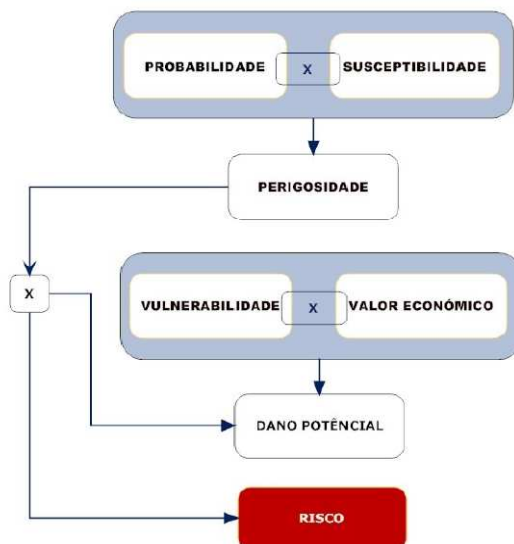 PROBABILIDADE X SUSCEPTIBILIDADE
PERIGOSIDADE
X
VULNERABILIDADE X VALOR ECONÓMICO
DANO POTÊNCIAL
RISCO